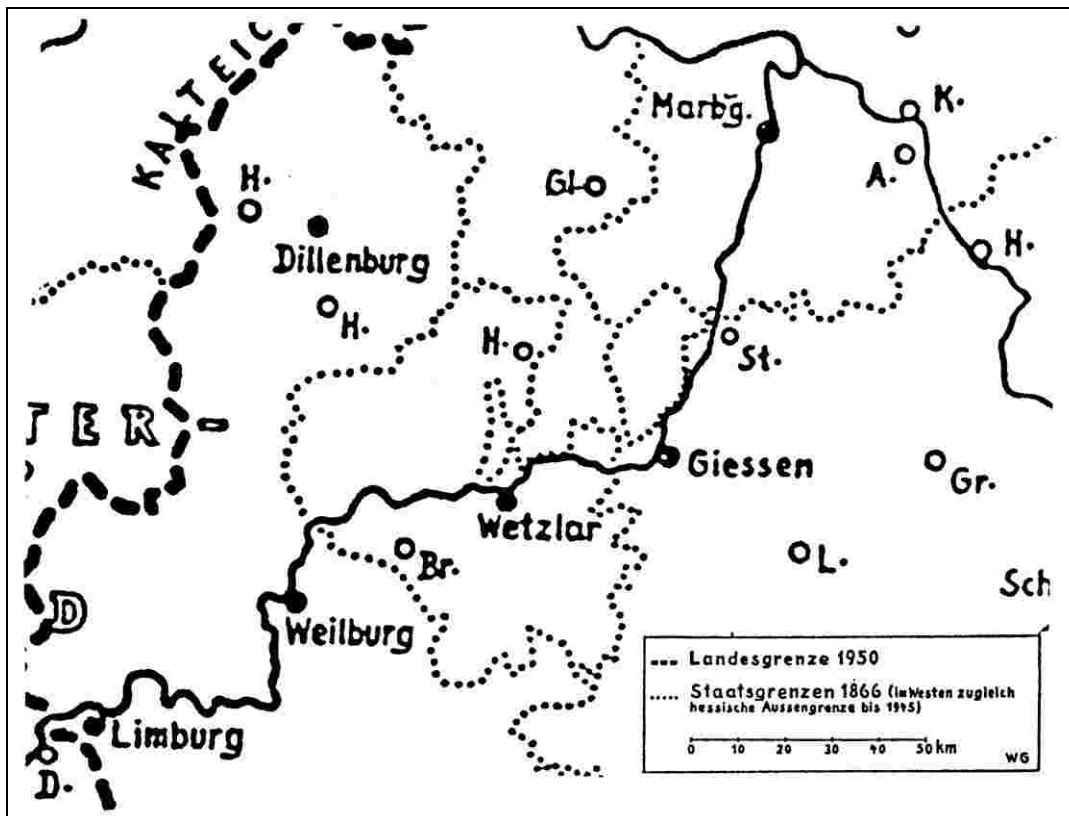 KALTEIC
Marbg.
K.
A.
H.
Gl.
Dillenburg
H.
H.
H.
St.
TER-
Giessen
Gr.
Wetzlar
Br.
L.
Sch
D
Weilburg
Limburg
D.
Landesgrenze 1950
Staatsgrenzen 1866 (im Westen zugleich
hessische Aussengrenze bis 1945)
0 10 20 30 40 50 km
WG